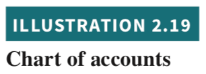 ILLUSTRATION 2.19
Chart of accounts